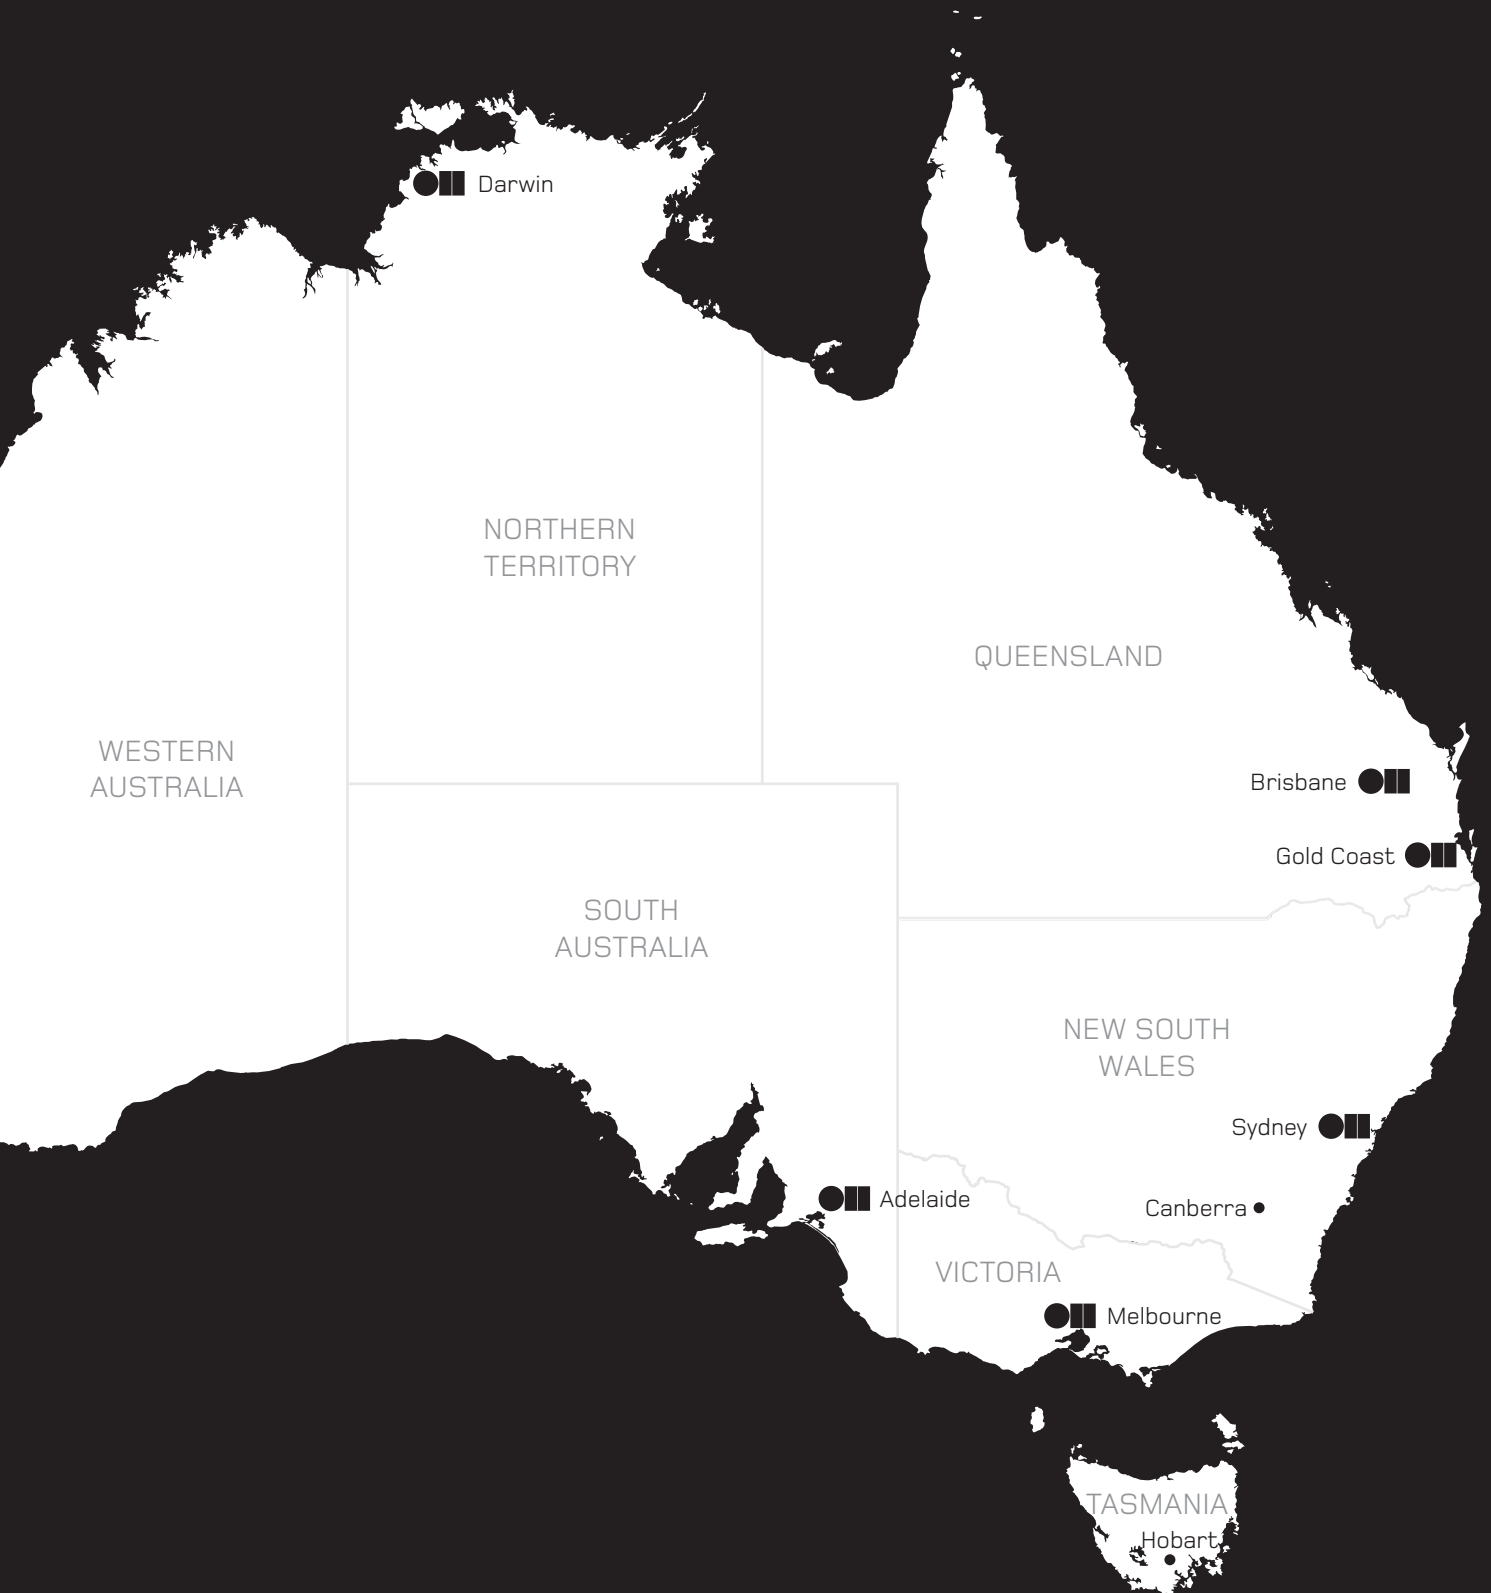 Darwin
NORTHERN
TERRITORY
QUEENSLAND
WESTERN
AUSTRALIA
Brisbane
Gold Coast
SOUTH
AUSTRALIA
NEW SOUTH
WALES
Sydney
Adelaide
Canberra
VICTORIA
Melbourne
TASMANIA
Hobart